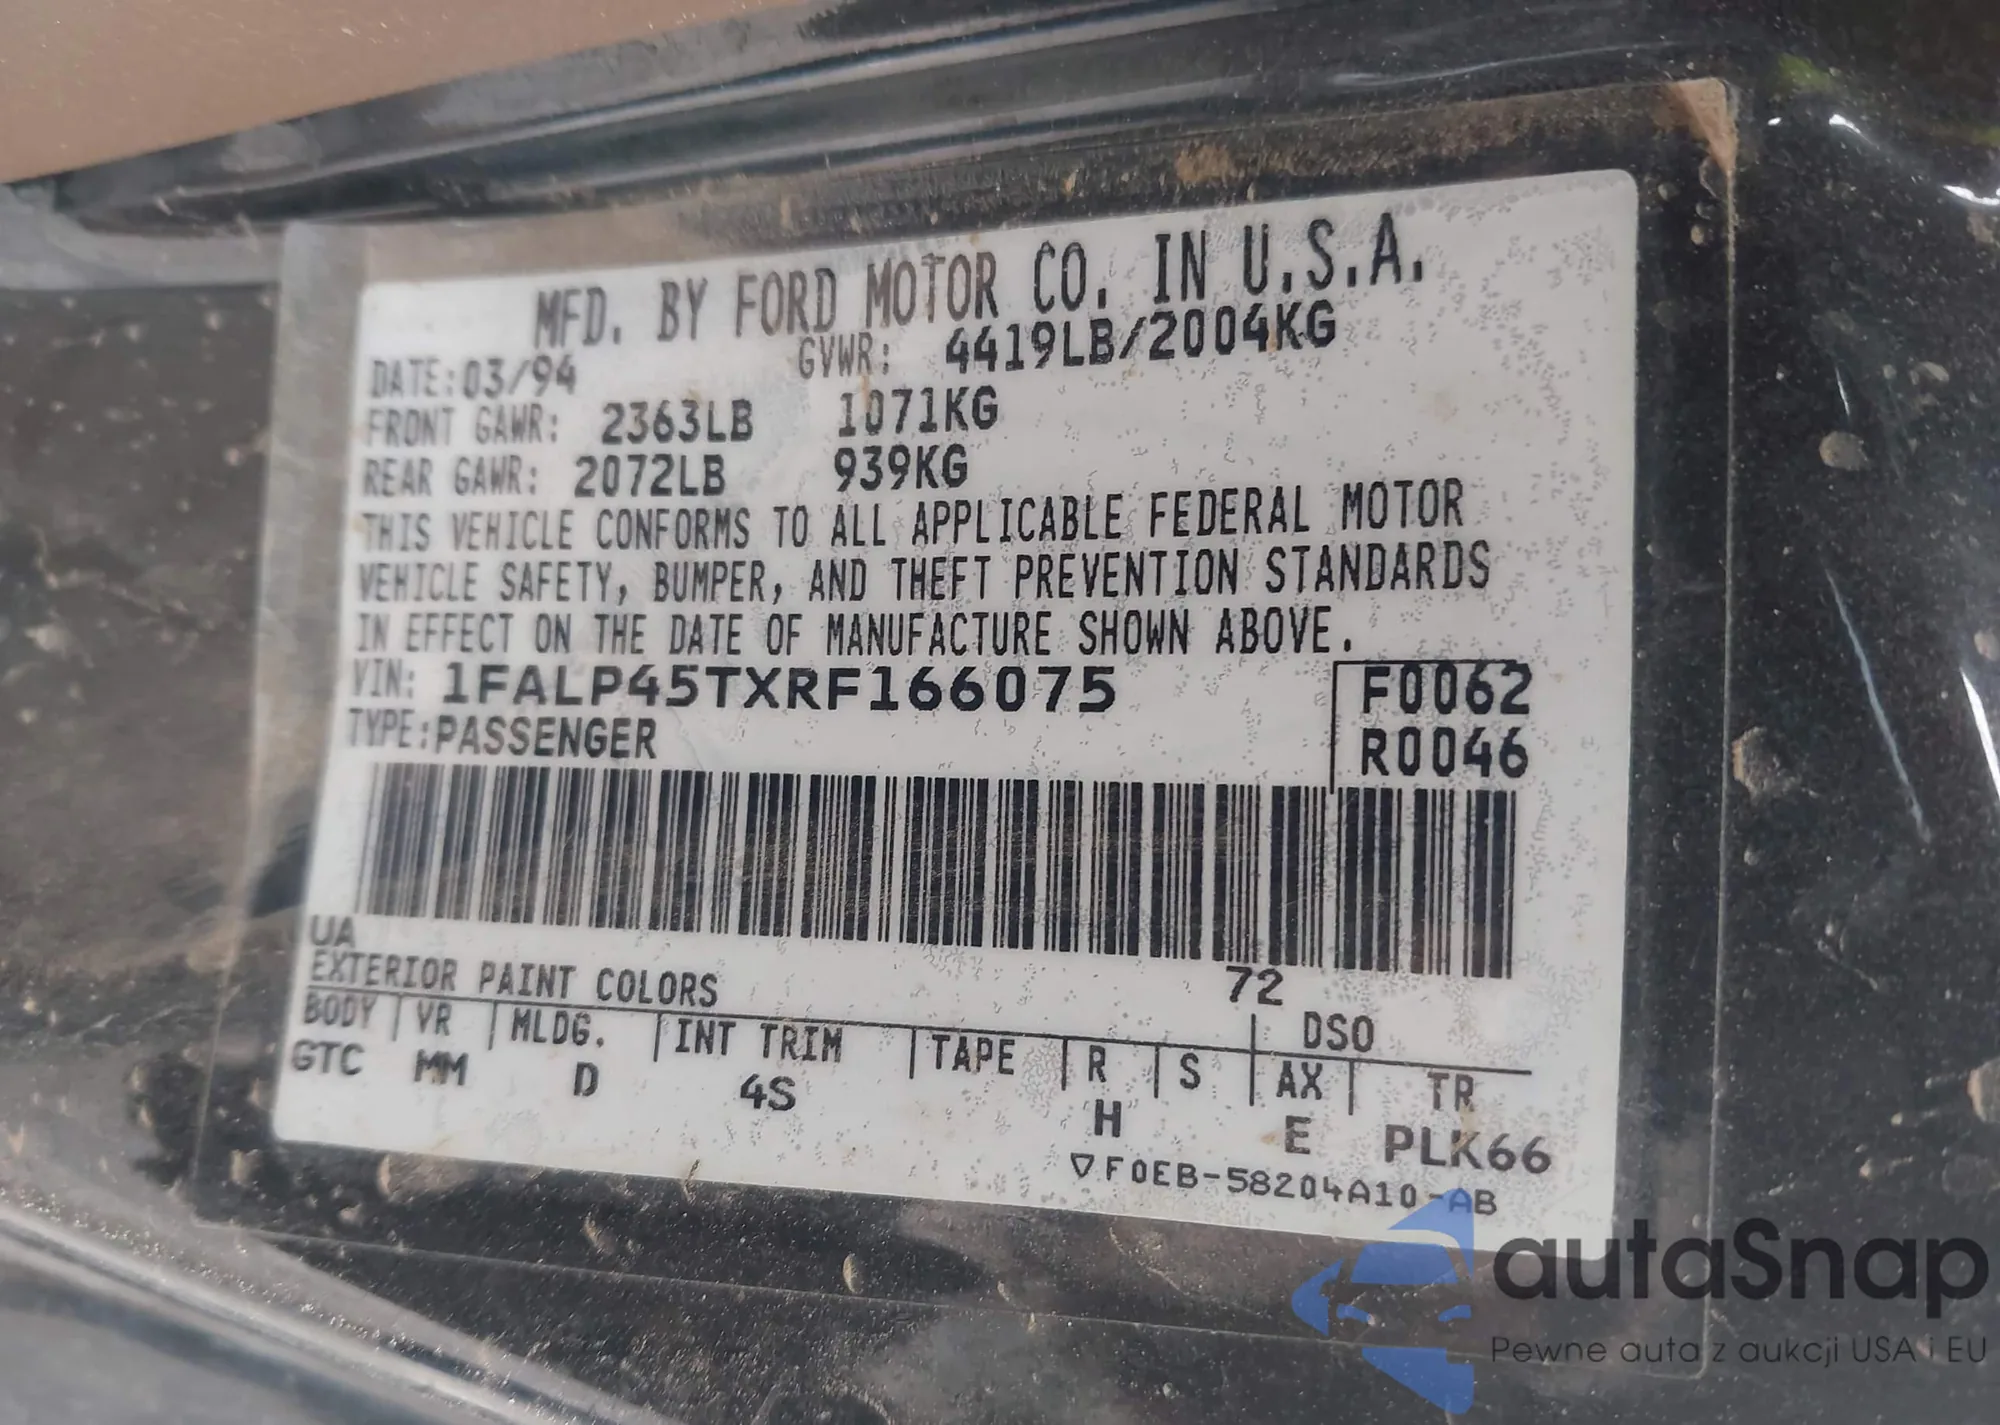 MFD. BY FORD MOTOR CO. IN U.S.A.
DATE:03/94 GVWR: 4419LB/2004KG
FRONT GAWR: 2363LB 1071KG
REAR GAWR: 2072LB 939KG
THIS VEHICLE CONFORMS TO ALL APPLICABLE FEDERAL MOTOR
VEHICLE SAFETY, BUMPER, AND THEFT PREVENTION STANDARDS
IN EFFECT ON THE DATE OF MANUFACTURE SHOWN ABOVE.
VIN: 1FALP45TXRF166075 F0062
TYPE:PASSENGER R0046
UA 72
EXTERIOR PAINT COLORS DSO
BODY VR MLDG. INT TRIM TAPE R S AX TR
GTC MM D 4S H E PLK66
▽F0EB-58204A10-AB
autaSnap
Pewne auta z aukcji USA i EU